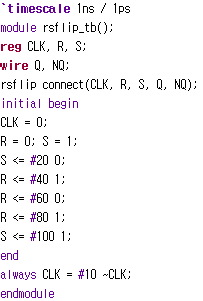 `timescale 1ns / 1ps
module rsflip_tb();
reg CLK, R, S;
wire Q, NQ;
rsflip connect(CLK, R, S, Q, NQ);
initial begin
CLK = 0;
R = 0; S = 1;
S <= #20 0;
R <= #40 1;
R <= #60 0;
R <= #80 1;
S <= #100 1;
end
always CLK = #10 ~CLK;
endmodule